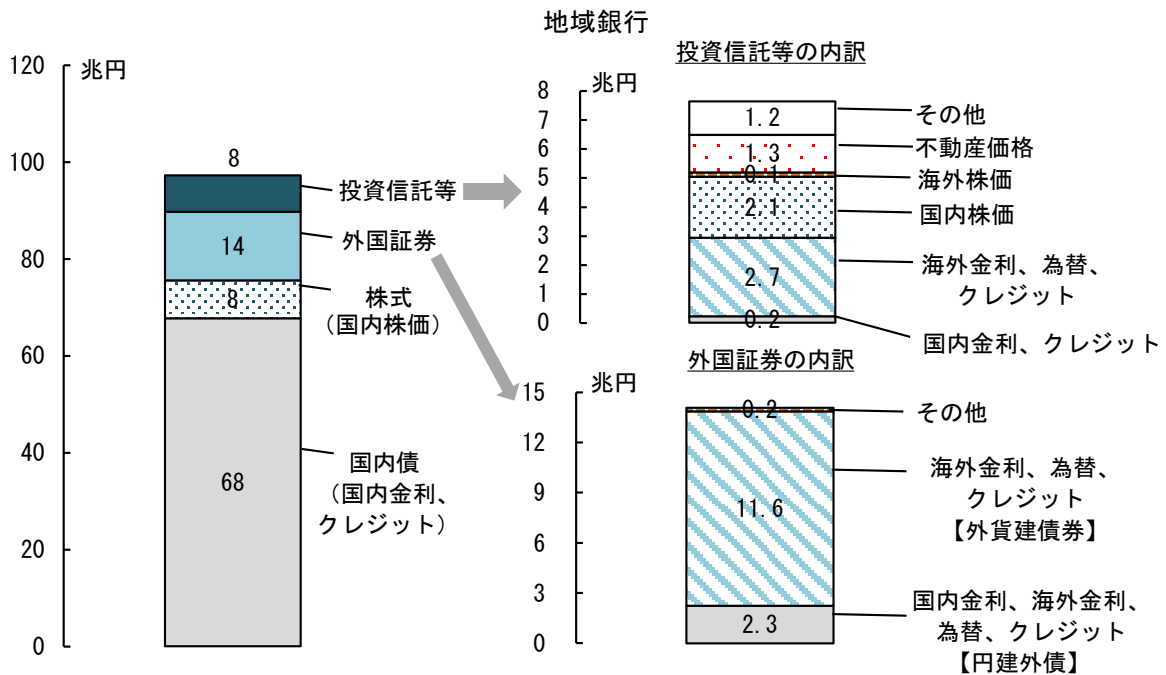 地域銀行
120
100
80
60
40
20
0
兆円
8
14
8
68
投資信託等
外国証券
株式
（国内株価）
国内債
（国内金利、
クレジット）
投資信託等の内訳
兆円
8
7
6
5
4
3
2
1
0
1.2
1.3
0.1
2.1
2.7
0.2
その他
不動産価格
海外株価
国内株価
海外金利、為替、
クレジット
国内金利、クレジット
外国証券の内訳
兆円
15
12
9
6
3
0
0.2
11.6
2.3
その他
海外金利、為替、
クレジット
【外貨建債券】
国内金利、海外金利、
為替、クレジット
【円建外債】